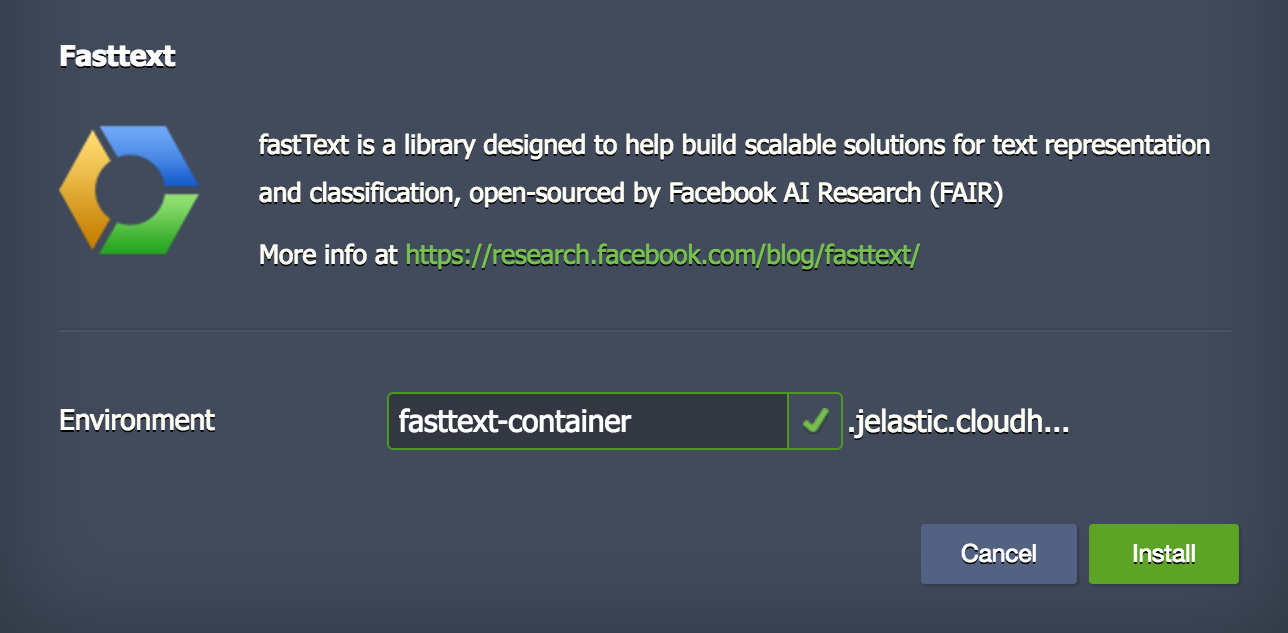 Fasttext
fastText is a library designed to help build scalable solutions for text representation
and classification, open-sourced by Facebook AI Research (FAIR)
More info at https://research.facebook.com/blog/fasttext/
Environment fasttext-container .jelastic.cloudh...
Cancel Install